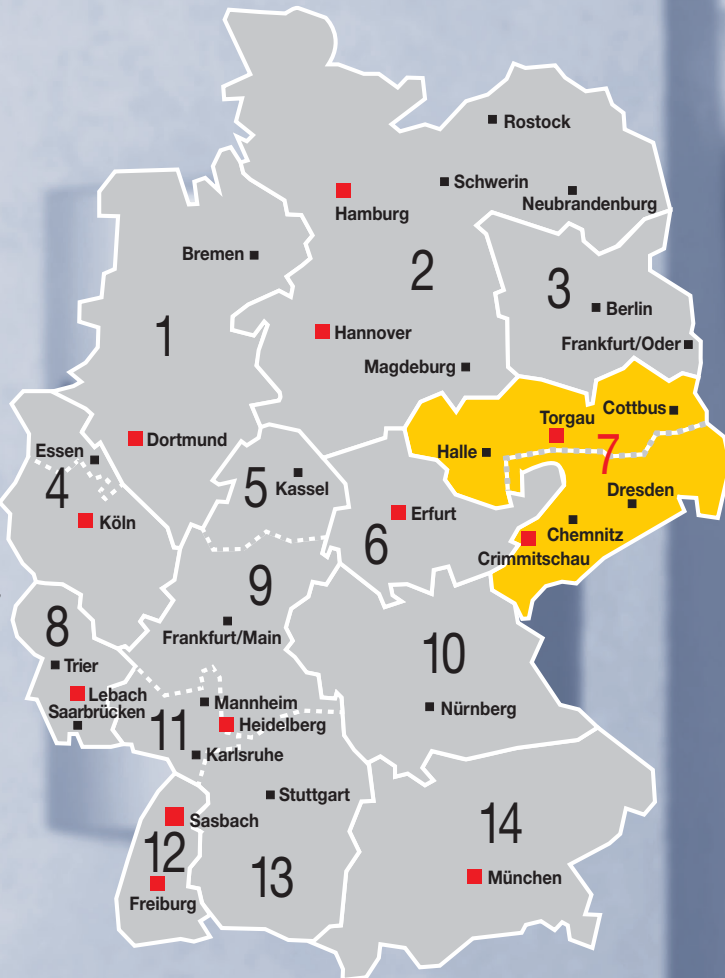 Rostock
Schwerin
Neubrandenburg
Hamburg
Bremen
2
3
Berlin
1
Hannover
Frankfurt/Oder
Magdeburg
Cottbus
Torgau
Dortmund
Essen
Halle
7
4
5
Kassel
Dresden
Köln
Erfurt
6
Chemnitz
Crimmitschau
9
8
Frankfurt/Main
10
Trier
Lebach
Mannheim
Saarbrücken
Nürnberg
11
Heidelberg
Karlsruhe
Stuttgart
Sasbach
14
12
13
München
Freiburg